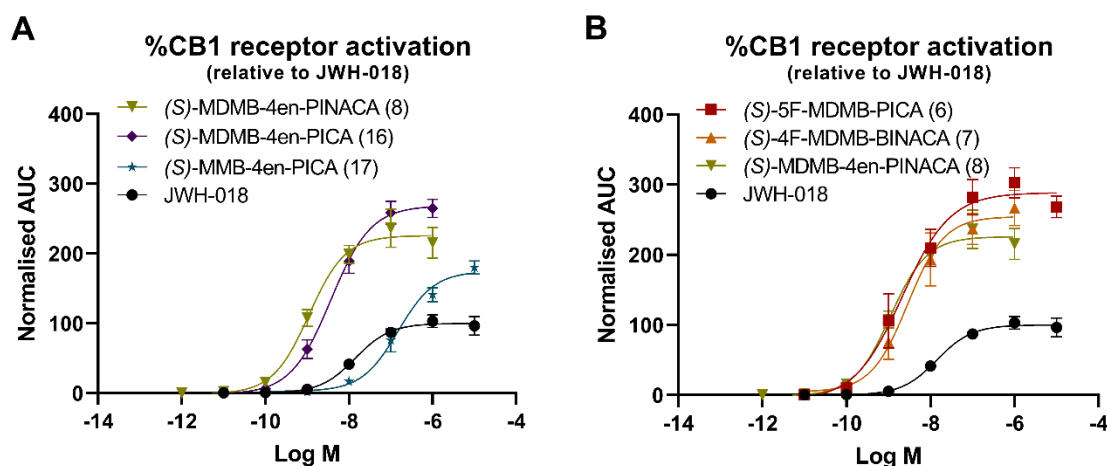 A
%CB1 receptor activation
(relative to JWH-018)
(S)-MDMB-4en-PINACA (8)
(S)-MDMB-4en-PICA (16)
(S)-MMB-4en-PICA (17)
JWH-018
Normalised AUC
400
300
200
100
0
-14
-12
-10
-8
-6
-4
Log M
B
%CB1 receptor activation
(relative to JWH-018)
(S)-5F-MDMB-PICA (6)
(S)-4F-MDMB-BINACA (7)
(S)-MDMB-4en-PINACA (8)
JWH-018
Normalised AUC
400
300
200
100
0
-14
-12
-10
-8
-6
-4
Log M